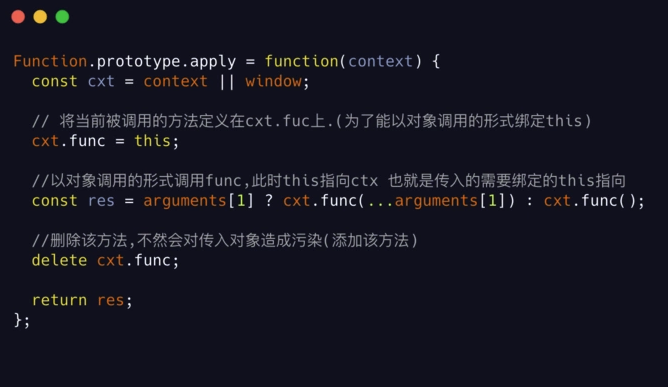 Function.prototype.apply = function(context) {
const cxt = context || window;
// 将当前被调用的方法定义在cxt.fuc上.(为了能以对象调用的形式绑定this)
cxt.func = this;
//以对象调用的形式调用func,此时this指向ctx 也就是传入的需要绑定的this指向
const res = arguments[1] ? cxt.func(...arguments[1]) : cxt.func();
//删除该方法,不然会对传入对象造成污染(添加该方法)
delete cxt.func;
return res;
};